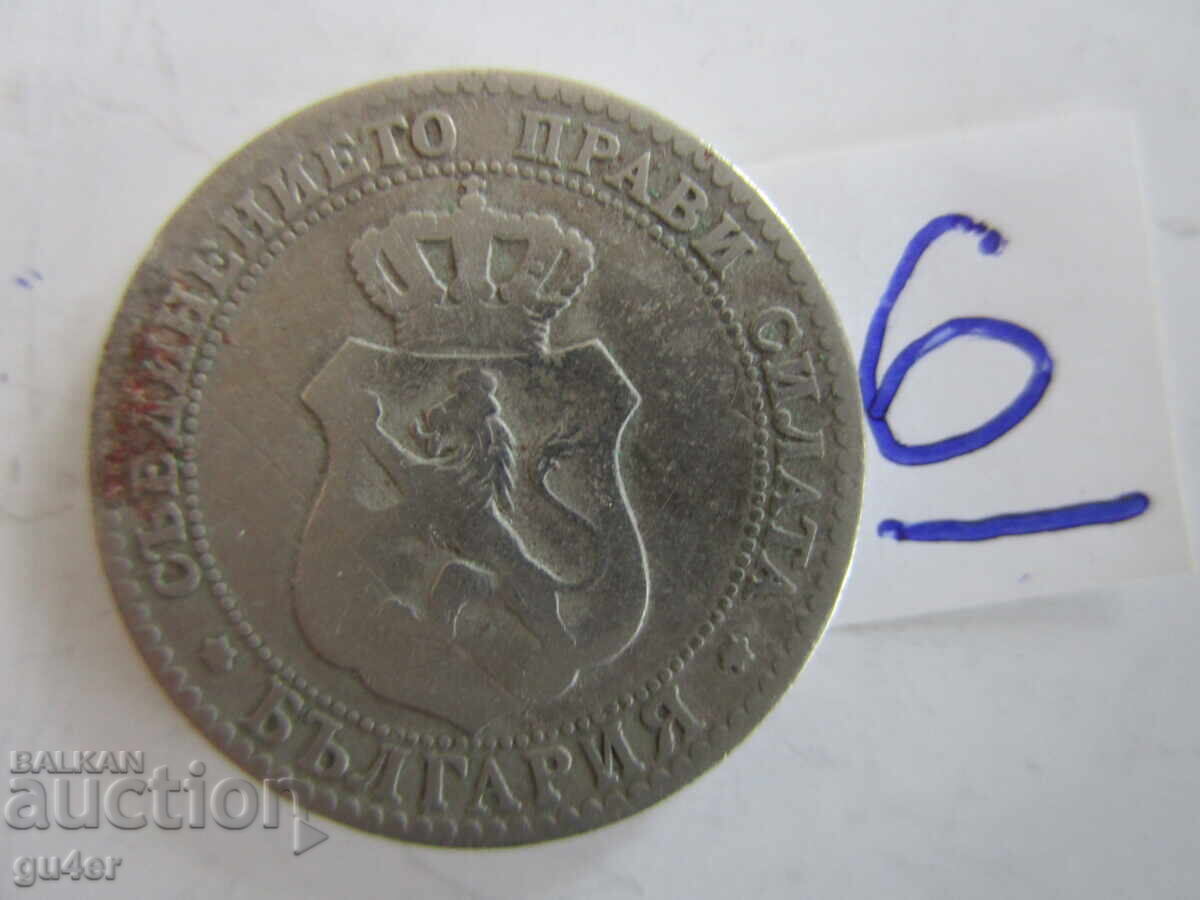 СЪЕДИНЕНИЕТО ПРАВИ СИЛАТА
* БЪЛГАРИЯ *
6
BALKAN
auction
gu4er